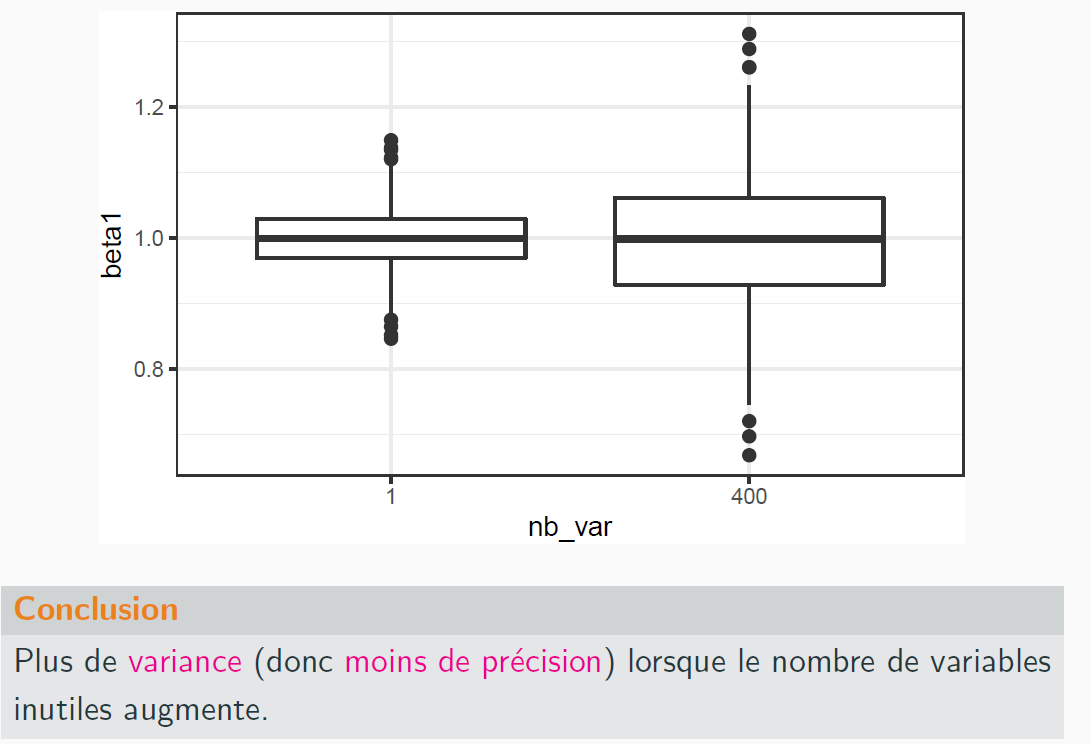 1.2
1.0
0.8
beta1
1
400
nb_var
Conclusion
Plus de variance (donc moins de précision) lorsque le nombre de variables
inutiles augmente.